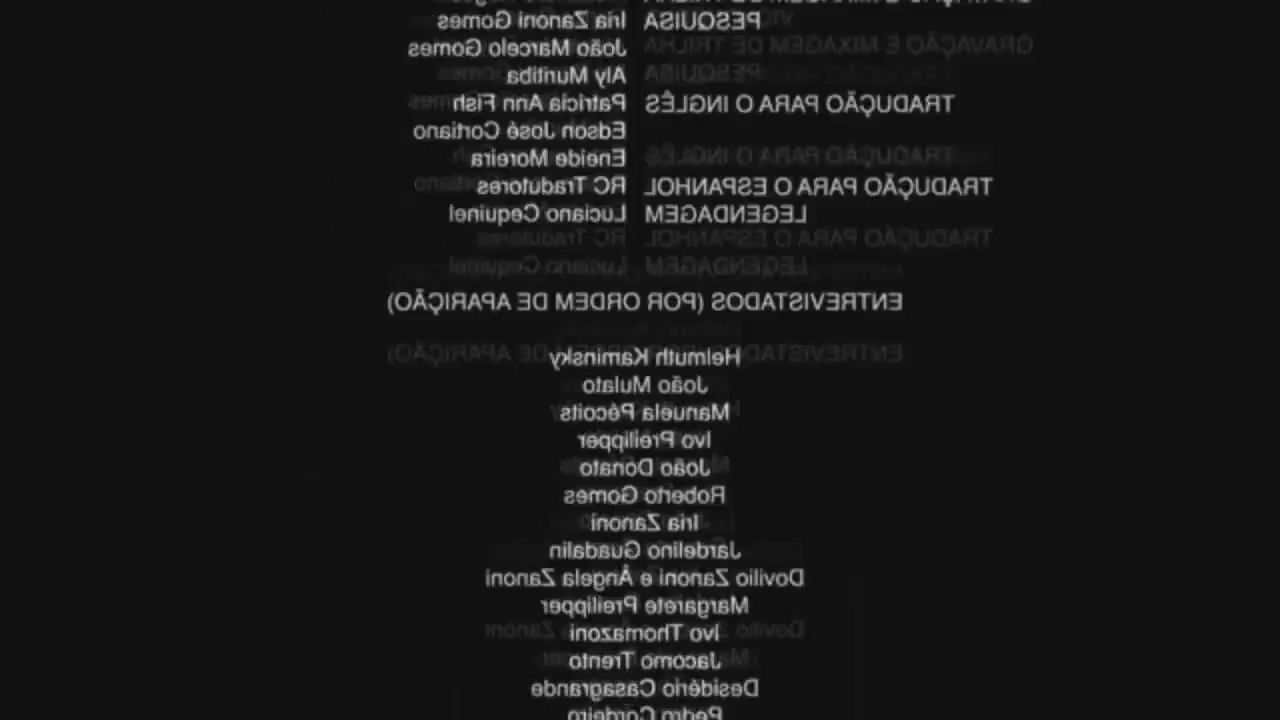 PESQUISA Iria Zanoni Gomes
João Marcelo Gomes
Aly Muritiba
TRADUÇÃO PARA O INGLÊS Patricia Ann Fish
Edson José Cortiano
Eneide Moreira
TRADUÇÃO PARA O ESPANHOL RC Tradutores
LEGENDAGEM Luciano Cequinel
ENTREVISTADOS (POR ORDEM DE APARIÇÃO)
Helmuth Kaminsky
João Mulato
Manuela Pécoits
Ivo Preilipper
João Donato
Roberto Gomes
Iria Zanoni
Jardelino Guadalin
Dovilio Zanoni e Ângela Zanoni
Margarete Preilipper
Ivo Thomazoni
Jacomo Trento
Desidério Casagrande
Pedro Cordeiro